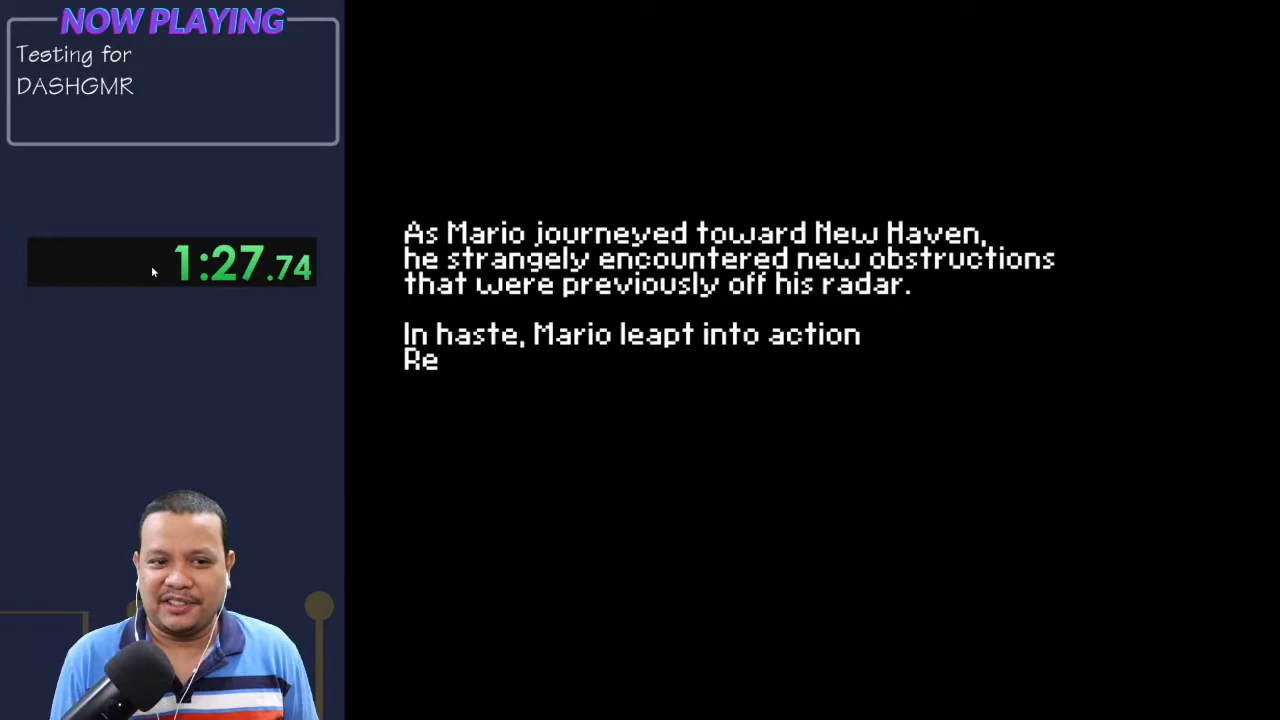 NOW PLAYING
Testing for
DASHGMR
1:27.74
As Mario journeyed toward New Haven,
he strangely encountered new obstructions
that were previously off his radar.
In haste, Mario leapt into action
Re